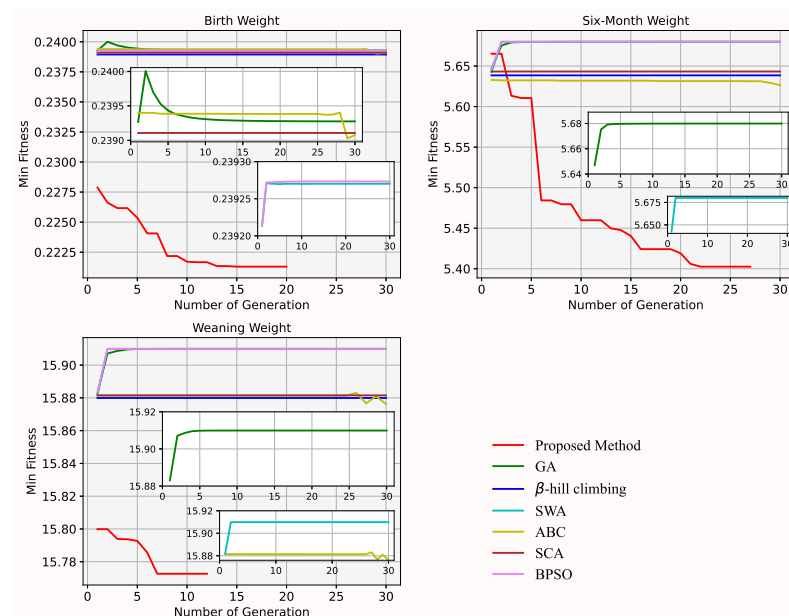 Birth Weight
Min Fitness
0.2400
0.2375
0.2350
0.2325
0.2300
0.2275
0.2250
0.2225
0.2400
0.2395
0.2390
0 5 10 15 20 25 30
0.23930
0.23925
0.23920
0 10 20 30
0 5 10 15 20 25 30
Number of Generation
Six-Month Weight
Min Fitness
5.65
5.60
5.55
5.50
5.45
5.40
5.68
5.66
5.64
0 5 10 15 20 25 30
5.675
5.650
0 10 20 30
0 5 10 15 20 25 30
Number of Generation
Weaning Weight
Min Fitness
15.90
15.88
15.86
15.84
15.82
15.80
15.78
15.92
15.90
15.88
0 5 10 15 20 25 30
15.92
15.90
15.88
0 10 20 30
0 5 10 15 20 25 30
Number of Generation
Proposed Method
GA
β-hill climbing
SWA
ABC
SCA
BPSO